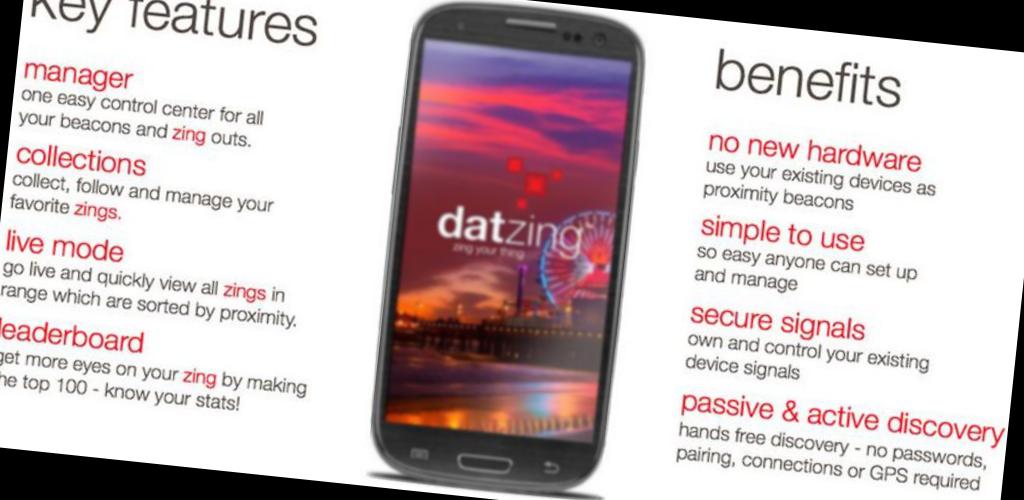 key features
manager
one easy control center for all
your beacons and zing outs.
collections
collect, follow and manage your
favorite zings.
live mode
go live and quickly view all zings in
range which are sorted by proximity.
leaderboard
get more eyes on your zing by making
the top 100 - know your stats!
datzing
zing your thing
benefits
no new hardware
use your existing devices as
proximity beacons
simple to use
so easy anyone can set up
and manage
secure signals
own and control your existing
device signals
passive & active discovery
hands free discovery - no passwords,
pairing, connections or GPS required